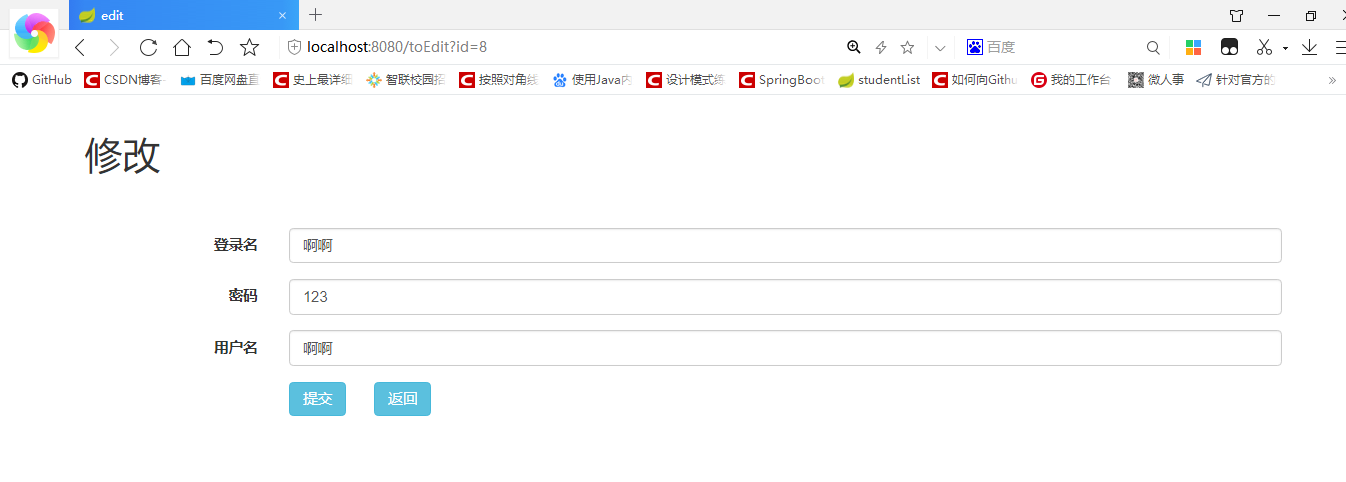 edit
localhost:8080/toEdit?id=8
百度
GitHub
CSDN博客
百度网盘直
史上最详细
智联校园招
按照对角线
使用Java内
设计模式练
SpringBoot
studentList
如何向Githu
我的工作台
微人事
针对官方的
修改
登录名 啊啊
密码 123
用户名 啊啊
提交 返回